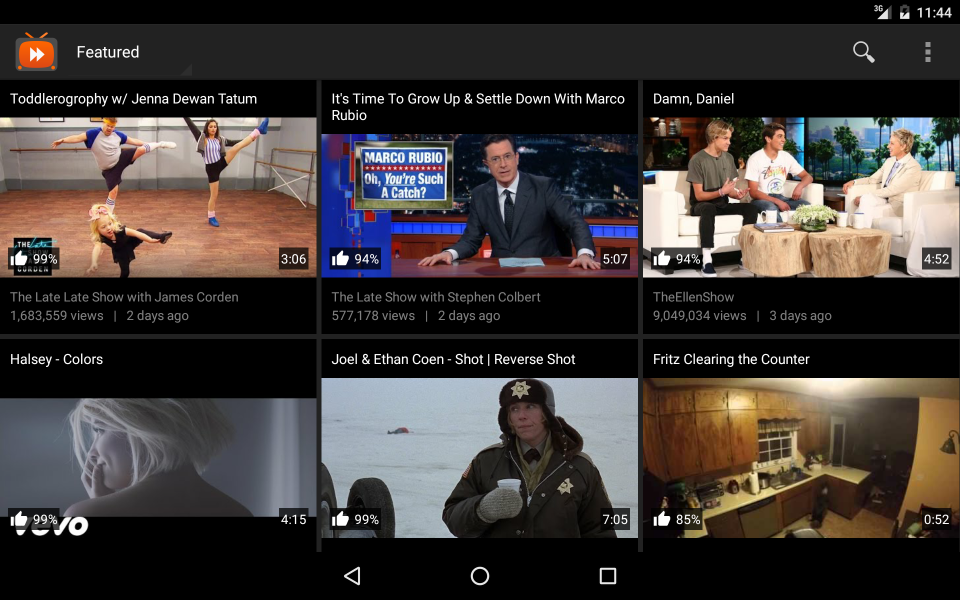 3G 11:44
Featured
Toddlerogrophy w/ Jenna Dewan Tatum
THE
late
CORDEN
99%
3:06
The Late Late Show with James Corden
1,683,559 views | 2 days ago
It's Time To Grow Up & Settle Down With Marco
Rubio
MARCO RUBIO
Oh, You're Such
A Catch?
94%
5:07
The Late Show with Stephen Colbert
577,178 views | 2 days ago
Damn, Daniel
94%
4:52
TheEllenShow
9,049,034 views | 3 days ago
Halsey - Colors
99%
vevo
4:15
Joel & Ethan Coen - Shot | Reverse Shot
99%
7:05
Fritz Clearing the Counter
85%
0:52